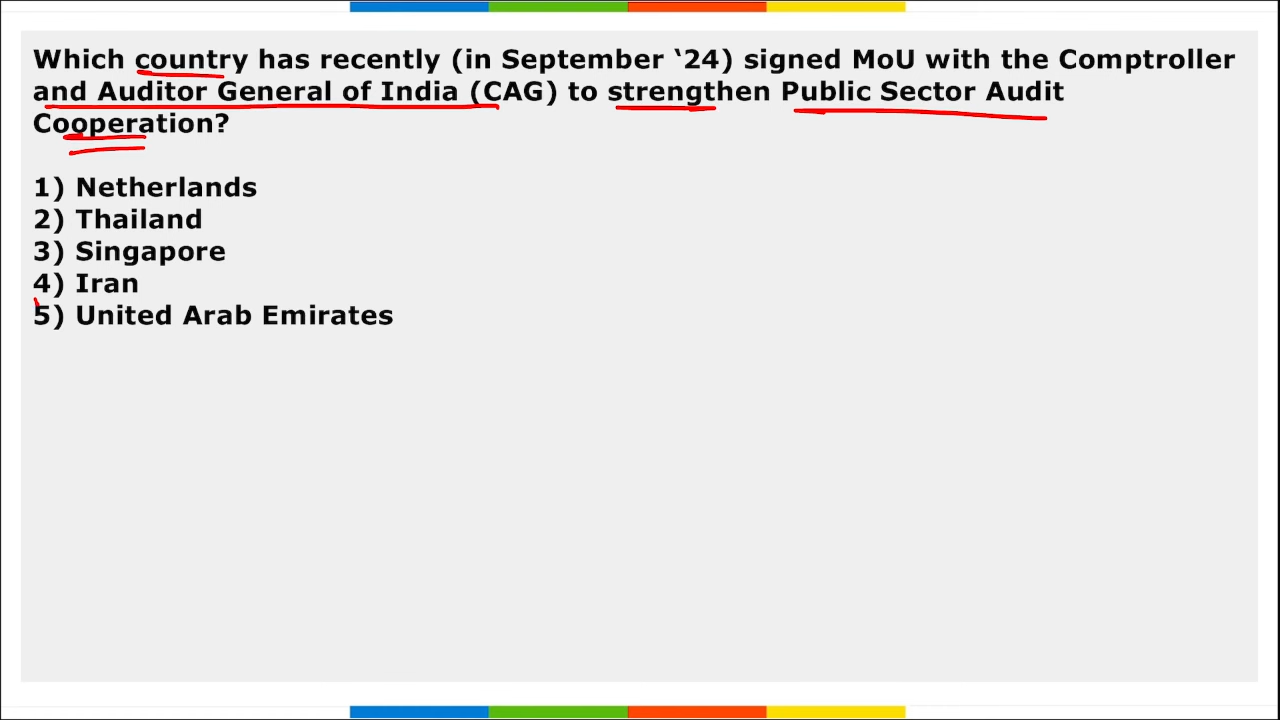 Which country has recently (in September ‘24) signed MoU with the Comptroller
and Auditor General of India (CAG) to strengthen Public Sector Audit
Cooperation?
1) Netherlands
2) Thailand
3) Singapore
4) Iran
5) United Arab Emirates